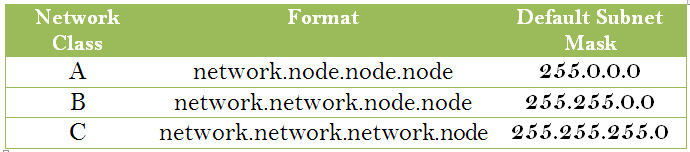 Network Class Format Default Subnet Mask
A network.node.node.node 255.0.0.0
B network.network.node.node 255.255.0.0
C network.network.network.node 255.255.255.0